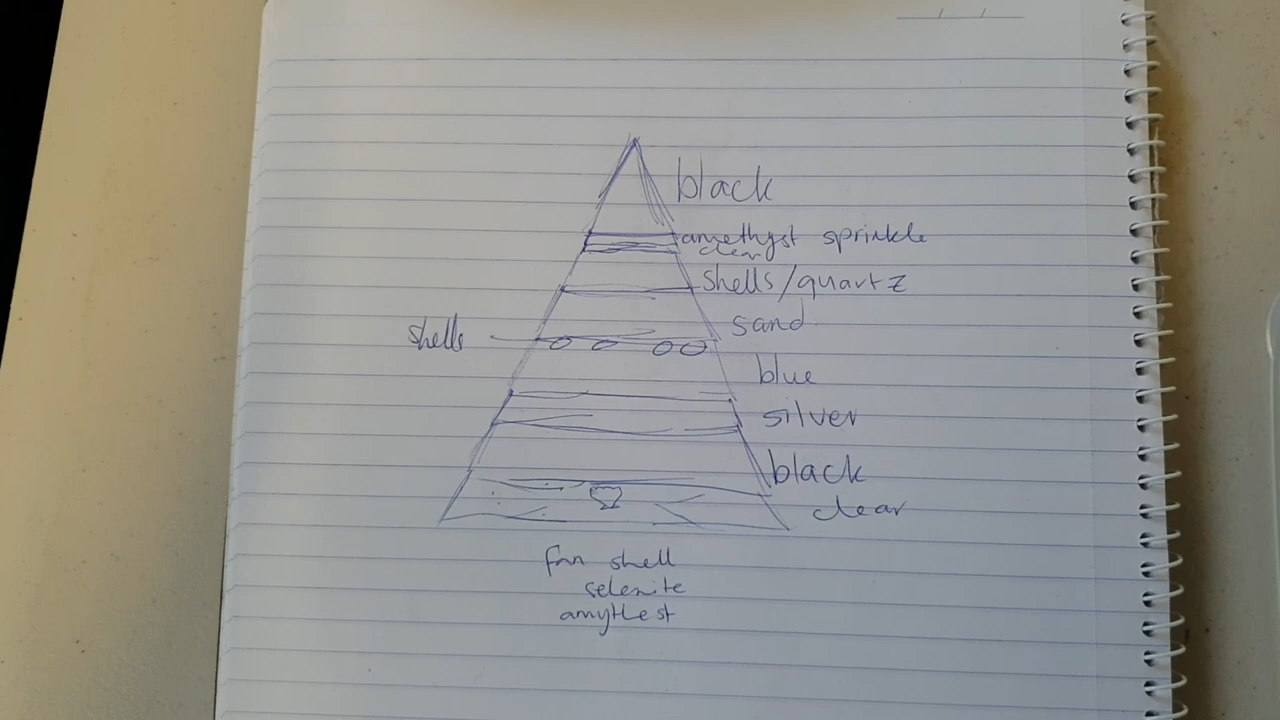 black
amethyst sprinkle
clear
shells/quartz
sand
shells
blue
silver
black
clear
fan shell
selenite
amythest